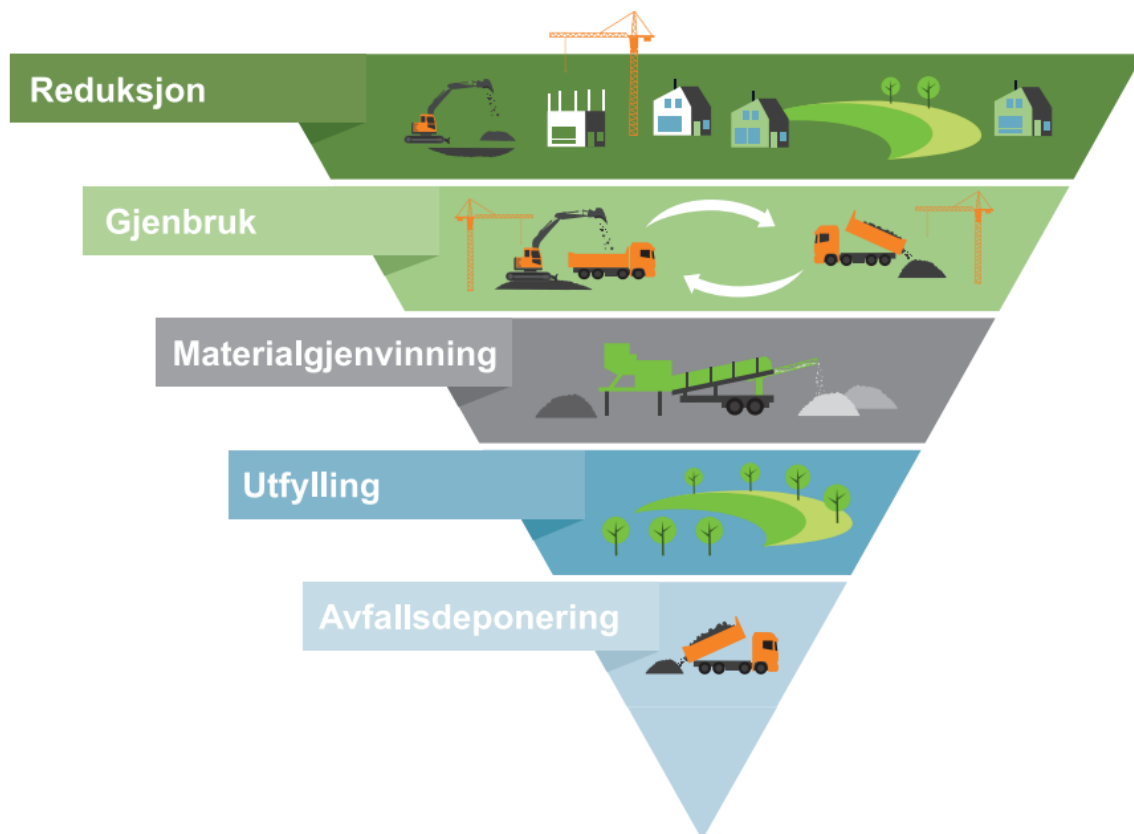 Reduksjon
Gjenbruk
Materialgjenvinning
Utfylling
Avfallsdeponering